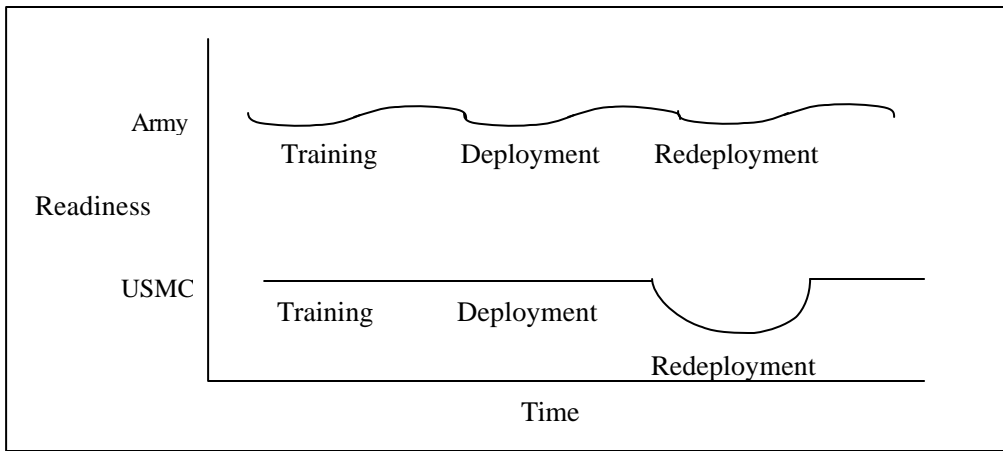 Army
Training Deployment Redeployment
Readiness
USMC
Training Deployment
Redeployment
Time